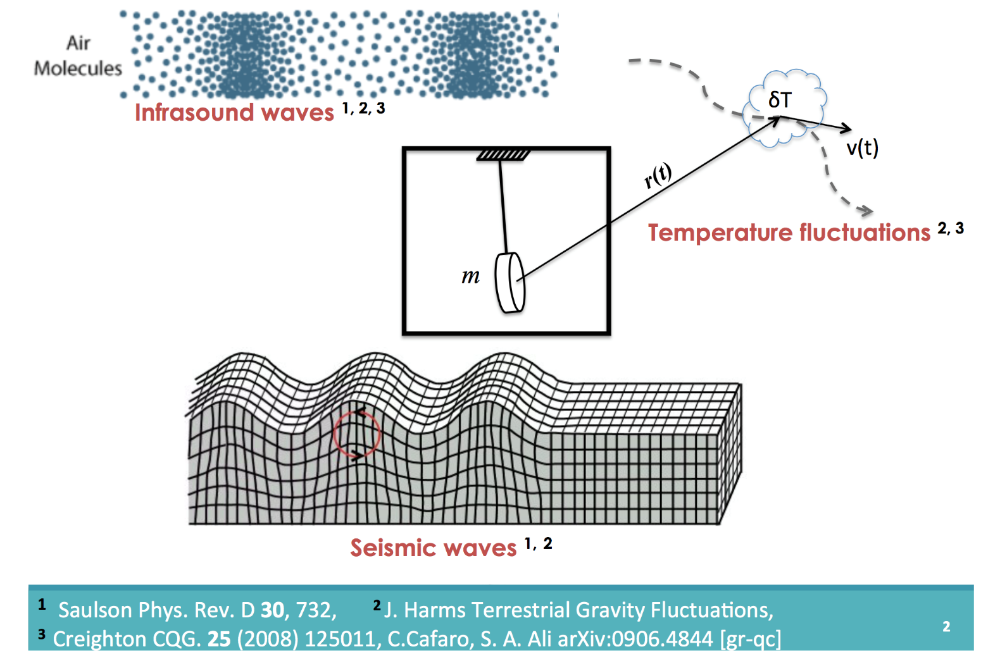 Air
Molecules
Infrasound waves 1, 2, 3
δT
v(t)
r(t)
Temperature fluctuations 2, 3
m
Seismic waves 1, 2
1 Saulson Phys. Rev. D 30, 732, 2 J. Harms Terrestrial Gravity Fluctuations,
3 Creighton CQG. 25 (2008) 125011, C.Cafaro, S. A. Ali arXiv:0906.4844 [gr-qc]
2